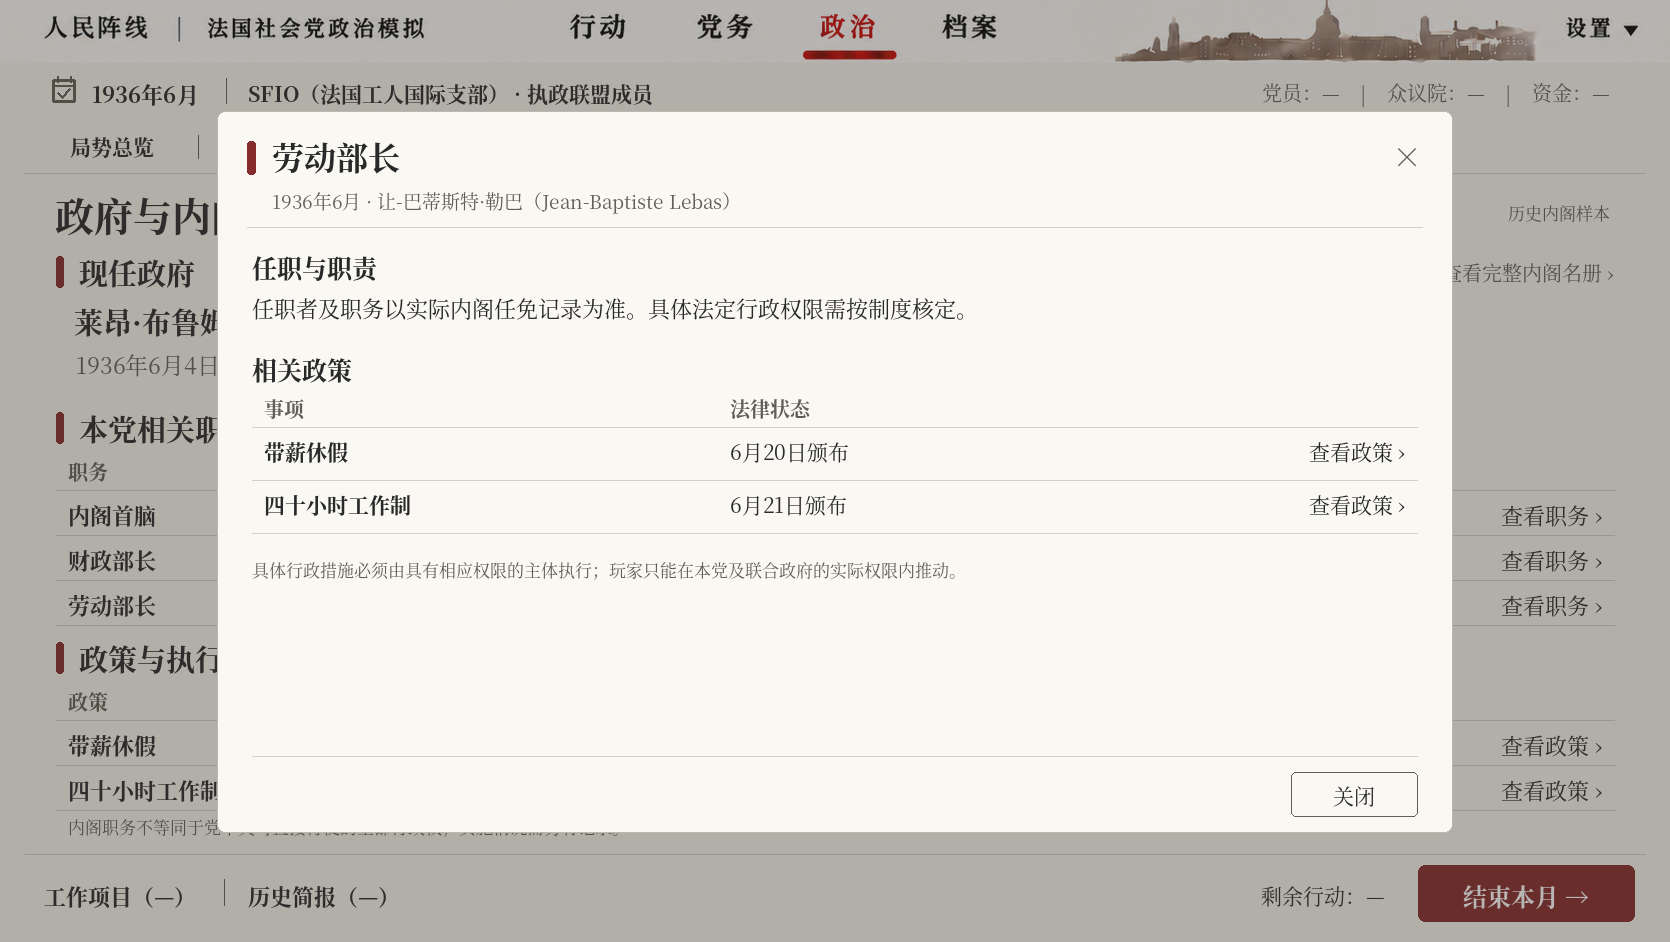 人民阵线 | 法国社会党政治模拟 行动 党务 政治 档案 设置 ▼
1936年6月 SFIO（法国工人国际支部）· 执政联盟成员 党员：— | 众议院：— | 资金：—
局势总览
政府与内 历史内阁样本
现任政府 查看完整内阁名册 ›
莱昂·布鲁姆
1936年6月4日
本党相关职
职务
内阁首脑 查看职务 ›
财政部长 查看职务 ›
劳动部长 查看职务 ›
政策与执行
政策
带薪休假 查看政策 ›
四十小时工作制 查看政策 ›
内阁职务不等同于党
劳动部长
1936年6月 · 让-巴蒂斯特·勒巴（Jean-Baptiste Lebas）
任职与职责
任职者及职务以实际内阁任免记录为准。具体法定行政权限需按制度核定。
相关政策
事项 法律状态
带薪休假 6月20日颁布 查看政策 ›
四十小时工作制 6月21日颁布 查看政策 ›
具体行政措施必须由具有相应权限的主体执行；玩家只能在本党及联合政府的实际权限内推动。
关闭
工作项目（—） 历史简报（—） 剩余行动：— 结束本月 →